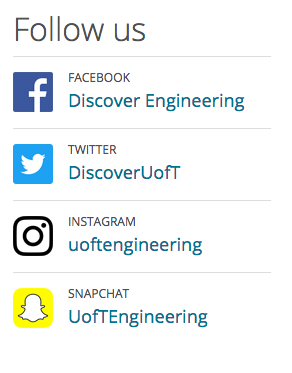 Follow us
FACEBOOK
Discover Engineering
TWITTER
DiscoverUofT
INSTAGRAM
uoftengineering
SNAPCHAT
UofTEngineering